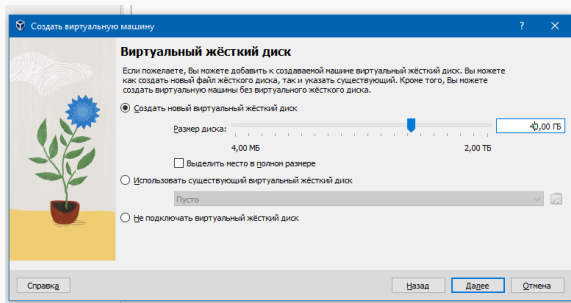 Создать виртуальную машину
Виртуальный жёсткий диск
Если пожелаете, Вы можете добавить к создаваемой машине виртуальный жёсткий диск. Вы можете
как создать новый файл жёсткого диска, так и указать существующий. Кроме того, Вы можете
создать виртуальную машину без виртуального жёсткого диска.
Создать новый виртуальный жёсткий диск
Размер диска:
40,00 ГБ
4,00 МБ 2,00 ТБ
Выделить место в полном размере
Использовать существующий виртуальный жёсткий диск
Пусто
Не подключать виртуальный жёсткий диск
Справка Назад Далее Отмена